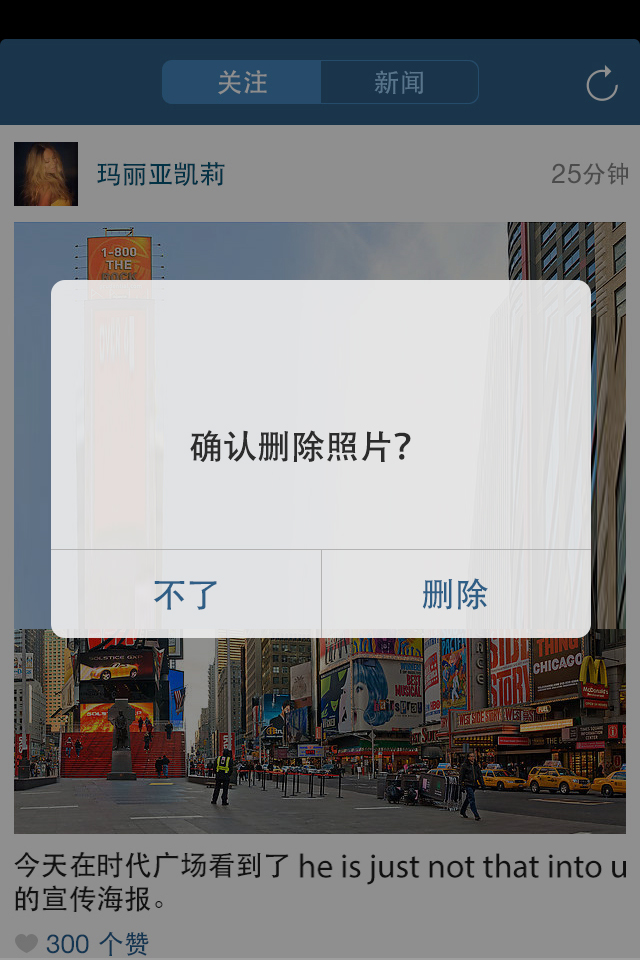 关注
新闻
玛丽亚凯莉
25分钟
1-800
THE
ROCK
确认删除照片?
不了
删除
SOLSTICE GAP
SIDE
STORY
CHICAGO
McDonald's
WEST SIDE STORY
今天在时代广场看到了 he is just not that into u
的宣传海报。
300 个赞